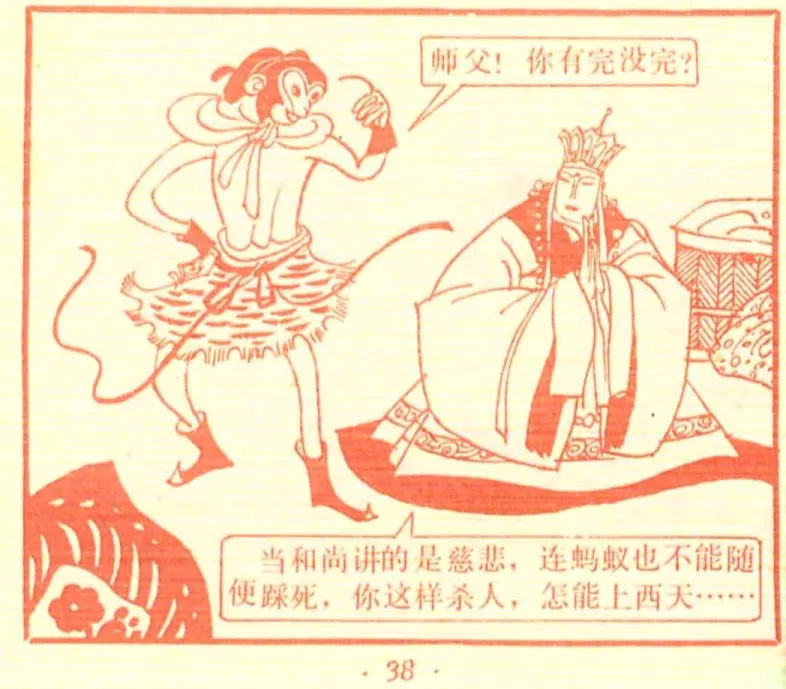 师父！你有完没完？
当和尚讲的是慈悲，连蚂蚁也不能随
便踩死，你这样杀人，怎能上西天……
· 38 ·